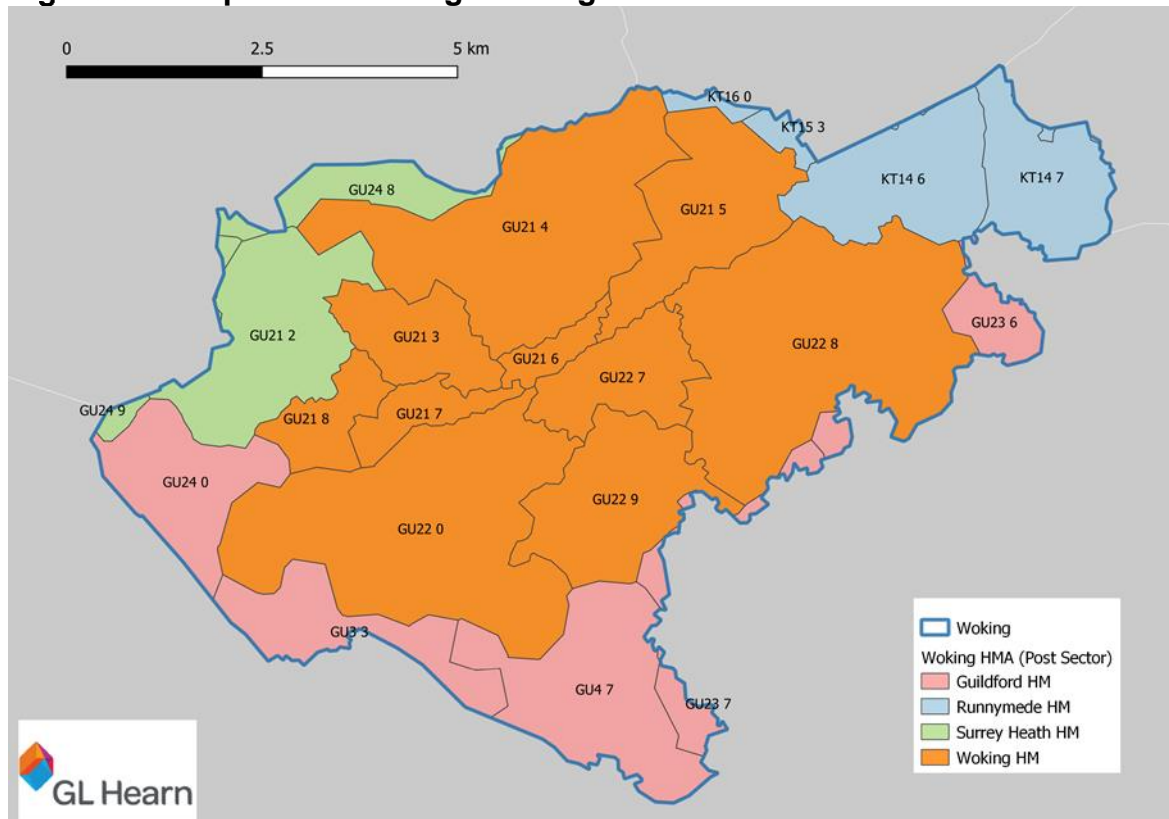 0 2.5 5 km
KT16 0
KT15 3
KT14 6
KT14 7
GU24 8
GU21 5
GU21 4
GU21 2
GU21 3
GU23 6
GU22 8
GU21 6
GU22 7
GU24 9
GU21 8
GU21 7
GU24 0
GU22 9
GU22 0
GU3 3
GU4 7
GU23 7
Woking
Woking HMA (Post Sector)
Guildford HM
Runnymede HM
Surrey Heath HM
Woking HM
GL Hearn